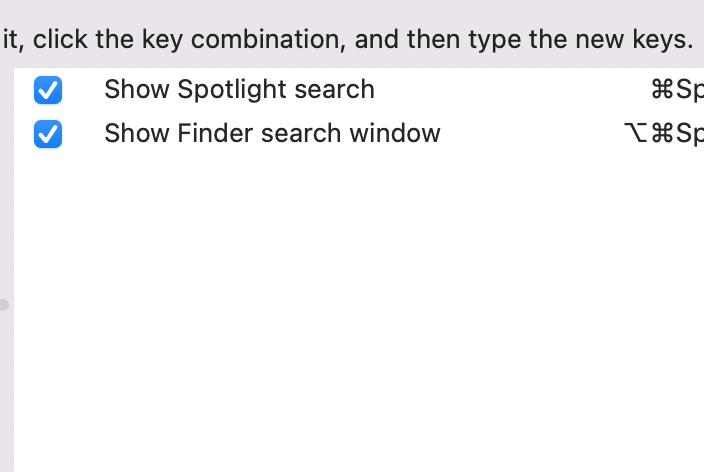 it, click the key combination, and then type the new keys.
Show Spotlight search ⌘Sp
Show Finder search window ⌥⌘Sp